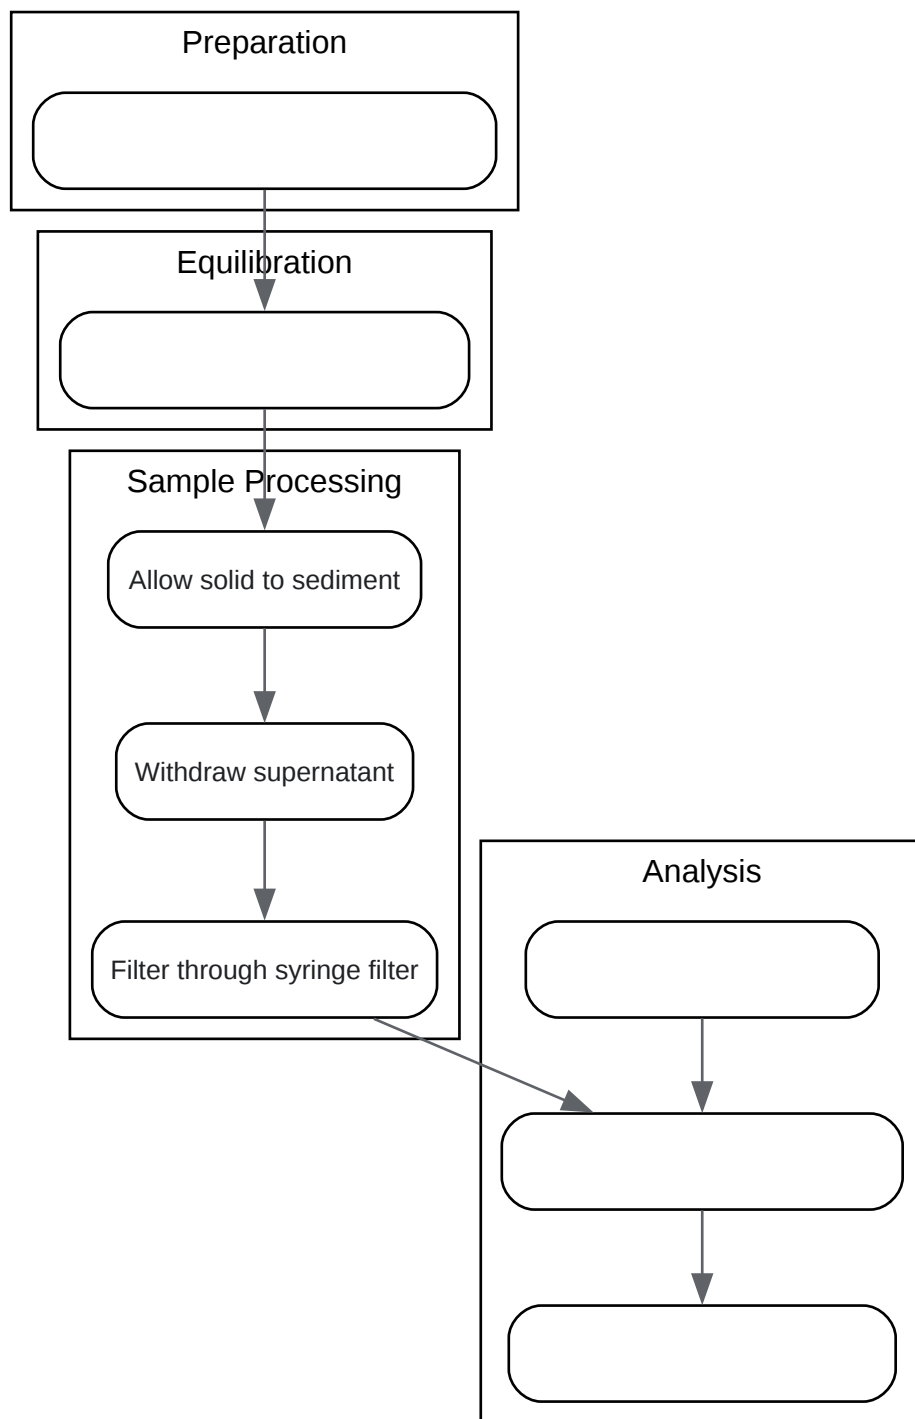 Preparation
Equilibration
Sample Processing
Allow solid to sediment
Withdraw supernatant
Filter through syringe filter
Analysis